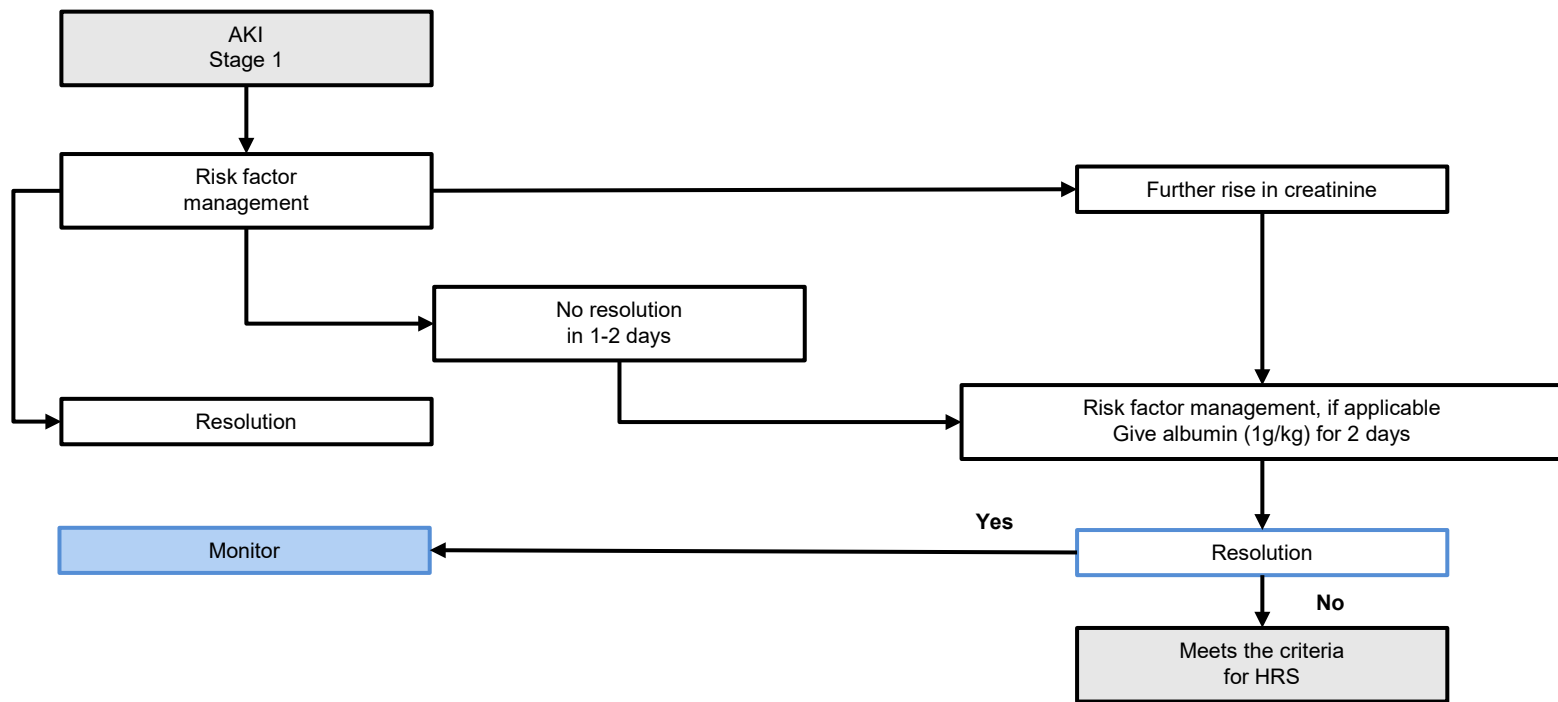 AKI
Stage 1
Risk factor
management
Further rise in creatinine
No resolution
in 1-2 days
Resolution
Risk factor management, if applicable
Give albumin (1g/kg) for 2 days
Yes
Monitor
Resolution
No
Meets the criteria
for HRS